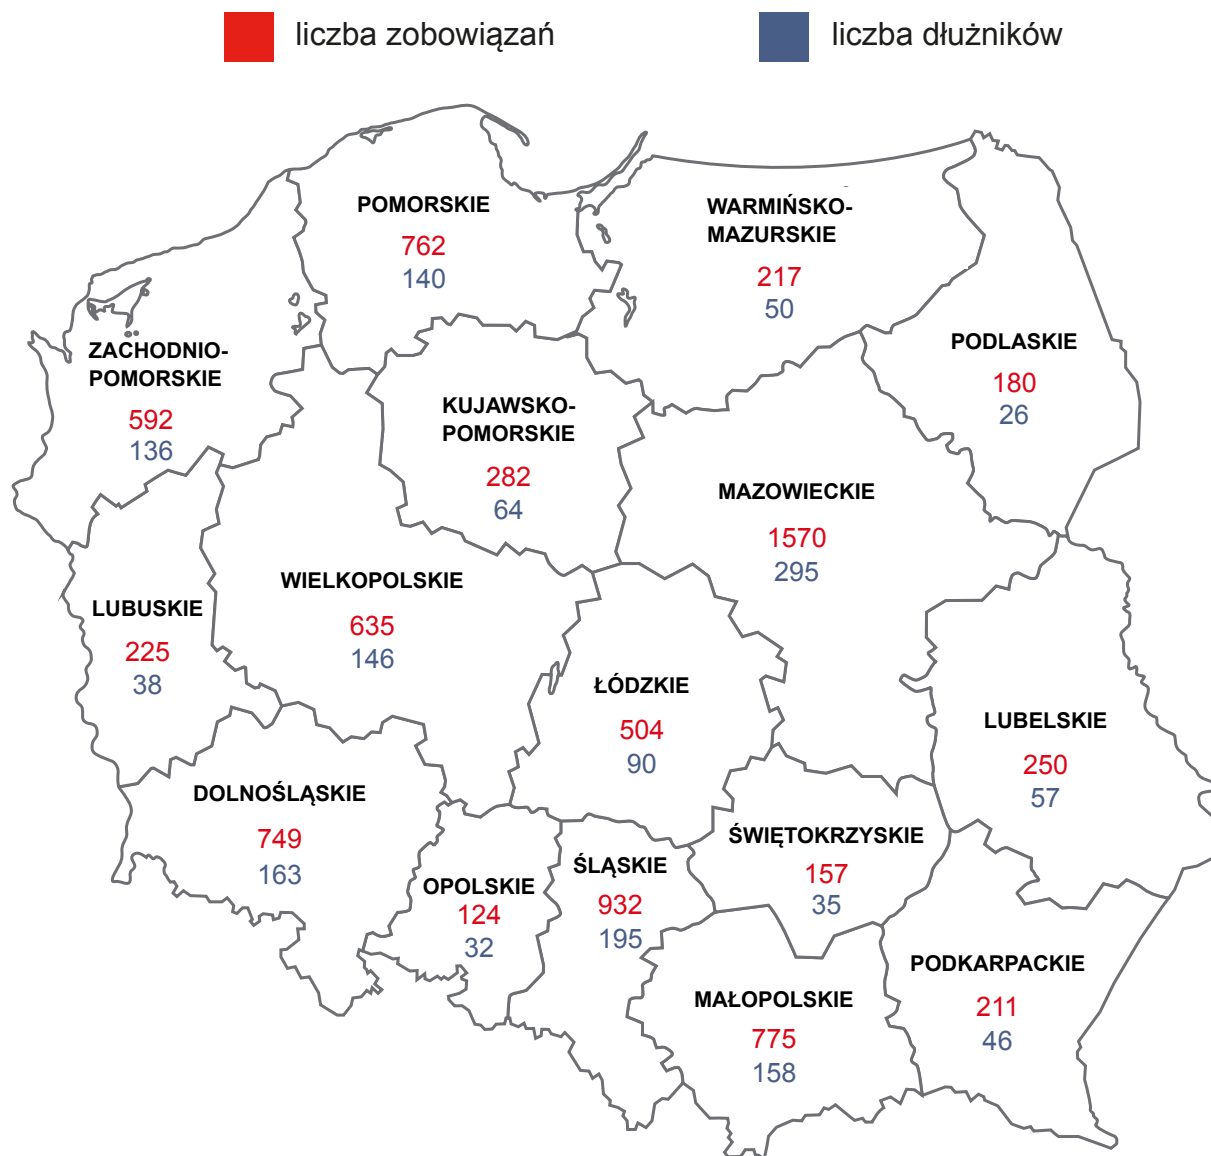 liczba zobowiązań
liczba dłużników
POMORSKIE
762
140
WARMIŃSKO-
MAZURSKIE
217
50
ZACHODNIO-
POMORSKIE
592
136
PODLASKIE
180
26
KUJAWSKO-
POMORSKIE
282
64
MAZOWIECKIE
1570
295
WIELKOPOLSKIE
635
146
LUBUSKIE
225
38
ŁÓDZKIE
504
90
LUBELSKIE
250
57
DOLNOŚLĄSKIE
749
163
ŚWIĘTOKRZYSKIE
157
35
OPOLSKIE
124
32
ŚLĄSKIE
932
195
PODKARPACKIE
211
46
MAŁOPOLSKIE
775
158